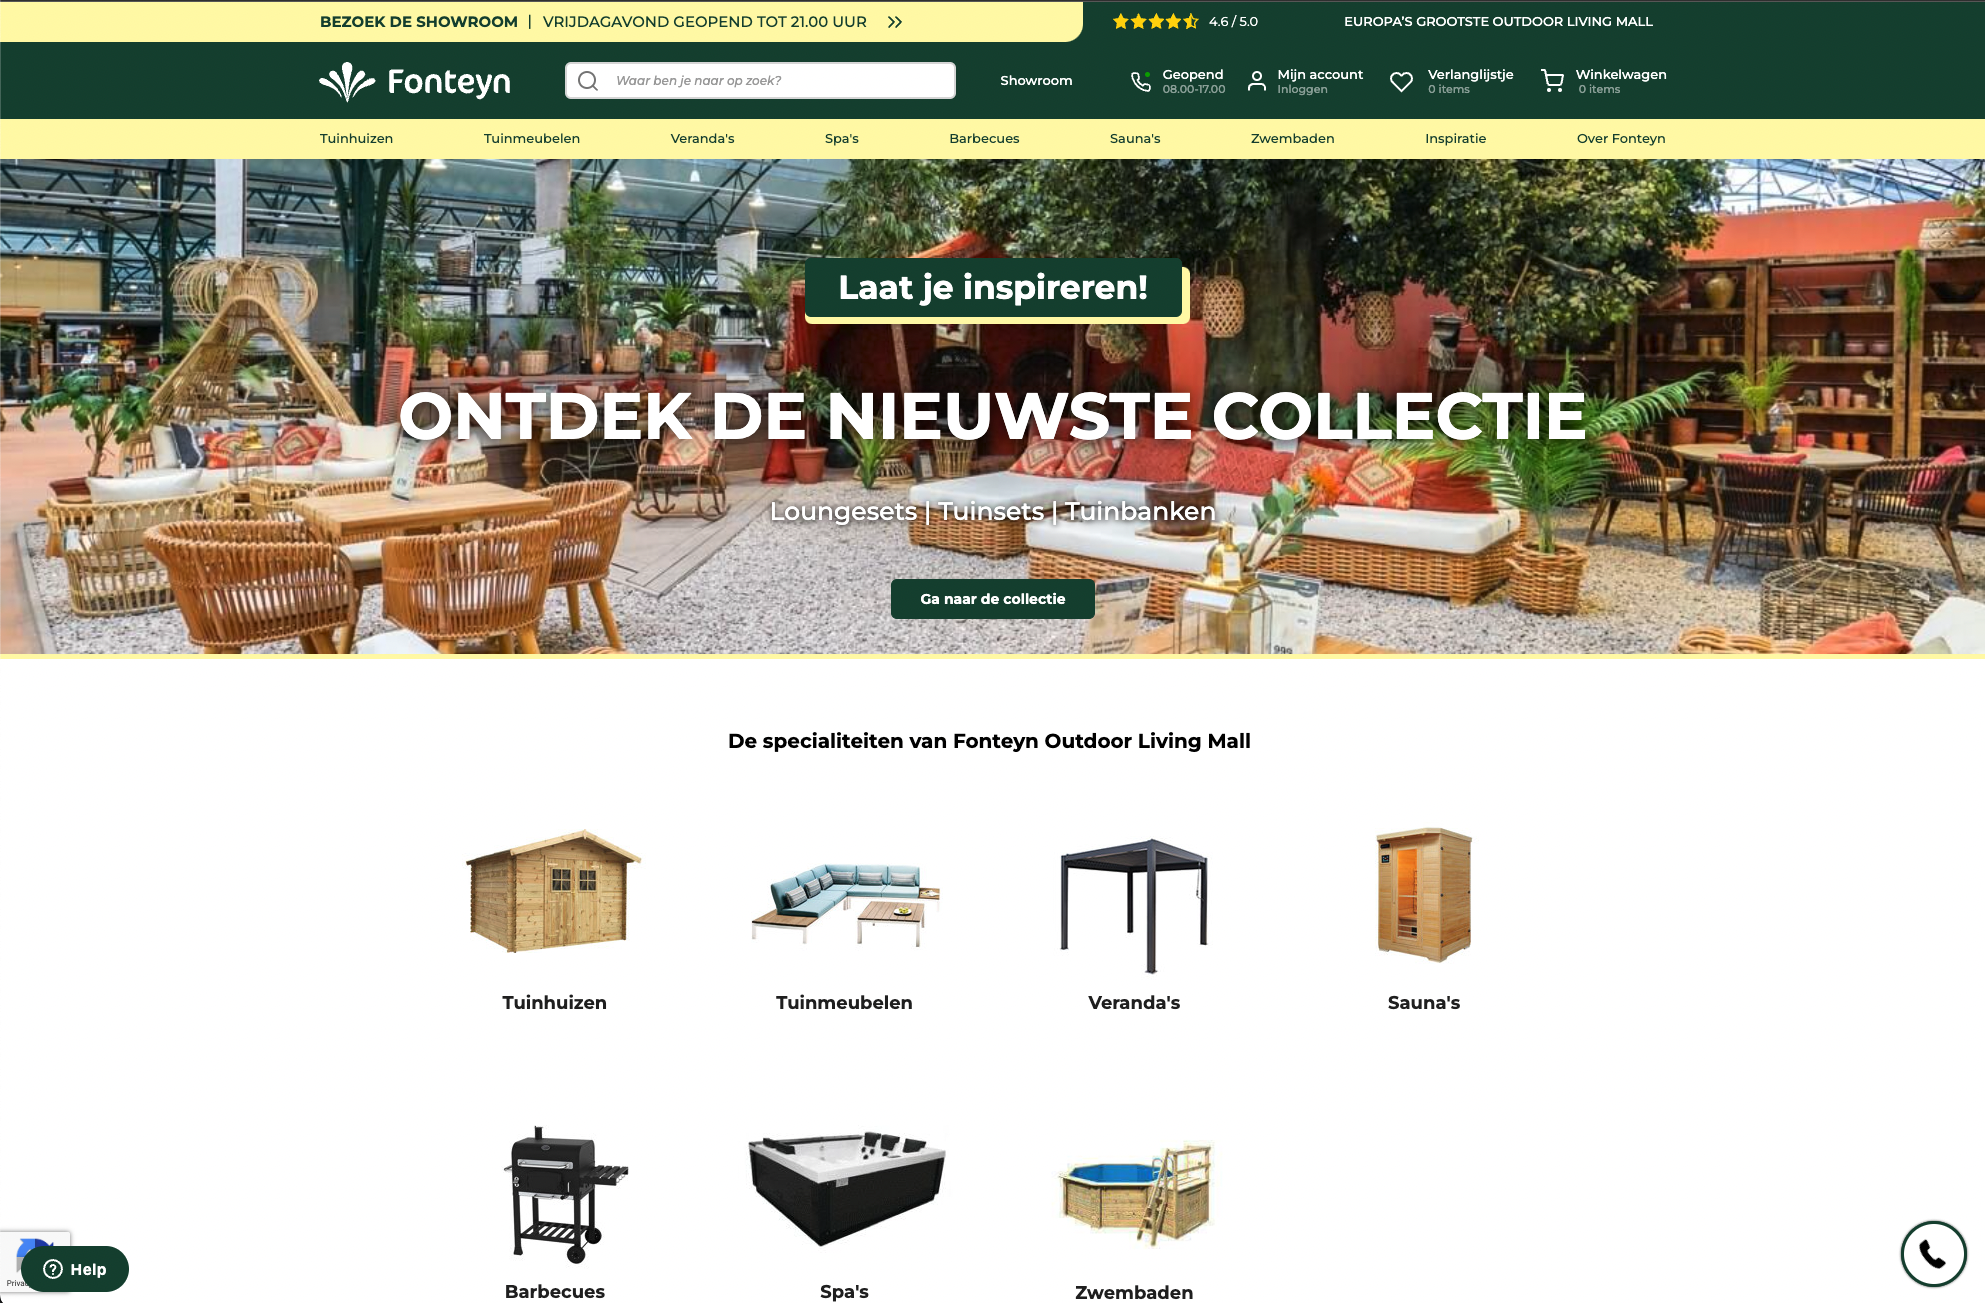 BEZOEK DE SHOWROOM | VRIJDAGAVOND GEOPEND TOT 21.00 UUR
4.6 / 5.0
EUROPA'S GROOTSTE OUTDOOR LIVING MALL
Fonteyn
Waar ben je naar op zoek?
Showroom
Geopend
08.00-17.00
Mijn account
Inloggen
Verlanglijstje
0 items
Winkelwagen
0 items
Tuinhuizen
Tuinmeubelen
Veranda's
Spa's
Barbecues
Sauna's
Zwembaden
Inspiratie
Over Fonteyn
Laat je inspireren!
ONTDEK DE NIEUWSTE COLLECTIE
Loungesets | Tuinsets | Tuinbanken
Ga naar de collectie
De specialiteiten van Fonteyn Outdoor Living Mall
Tuinhuizen
Tuinmeubelen
Veranda's
Sauna's
Barbecues
Spa's
Zwembaden
Help